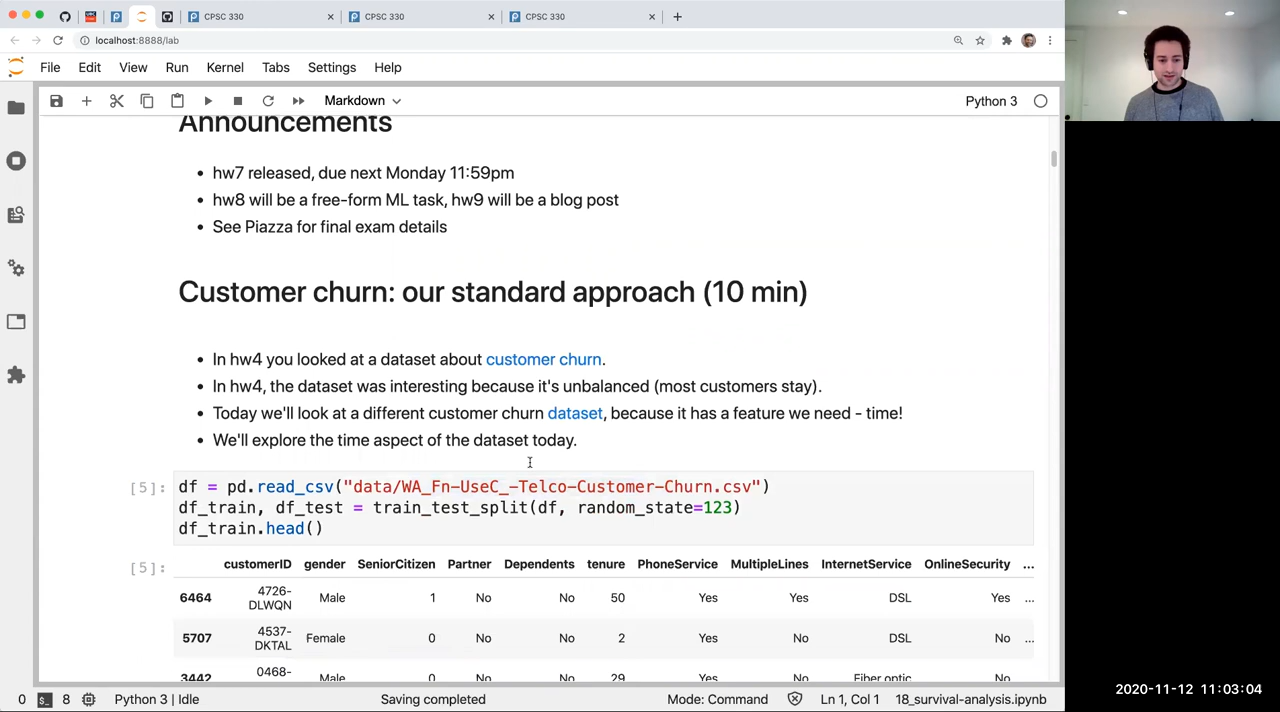 CPSC 330
CPSC 330
CPSC 330
localhost:8888/lab
File Edit View Run Kernel Tabs Settings Help
Markdown
Python 3
Announcements
hw7 released, due next Monday 11:59pm
hw8 will be a free-form ML task, hw9 will be a blog post
See Piazza for final exam details
Customer churn: our standard approach (10 min)
In hw4 you looked at a dataset about customer churn.
In hw4, the dataset was interesting because it's unbalanced (most customers stay).
Today we'll look at a different customer churn dataset, because it has a feature we need - time!
We'll explore the time aspect of the dataset today.
[5]: df = pd.read_csv("data/WA_Fn-UseC_-Telco-Customer-Churn.csv")
df_train, df_test = train_test_split(df, random_state=123)
df_train.head()
[5]: customerID gender SeniorCitizen Partner Dependents tenure PhoneService MultipleLines InternetService OnlineSecurity ...
6464 4726-DLWQN Male 1 No No 50 Yes Yes DSL Yes ...
5707 4537-DKTAL Female 0 No No 2 Yes No DSL No ...
3442 0468- Male 0 No No 29 Yes No Fiber optic No ...
0 8 Python 3 | Idle Saving completed Mode: Command Ln 1, Col 1 18_survival-analysis.ipynb
2020-11-12 11:03:04